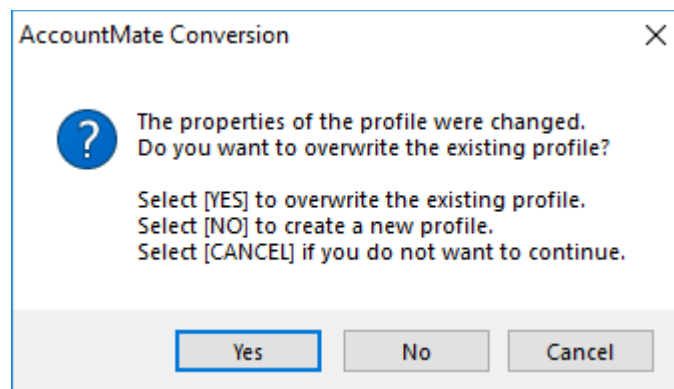 AccountMate Conversion
?
The properties of the profile were changed.
Do you want to overwrite the existing profile?
Select [YES] to overwrite the existing profile.
Select [NO] to create a new profile.
Select [CANCEL] if you do not want to continue.
Yes No Cancel